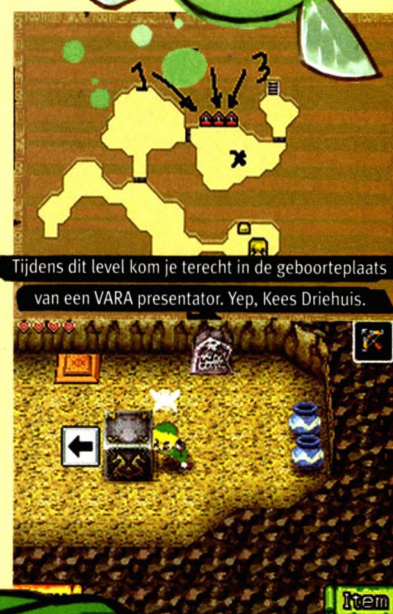 1 3
Tijdens dit level kom je terecht in de geboorteplaats
van een VARA presentator. Yep, Kees Driehuis.
Item